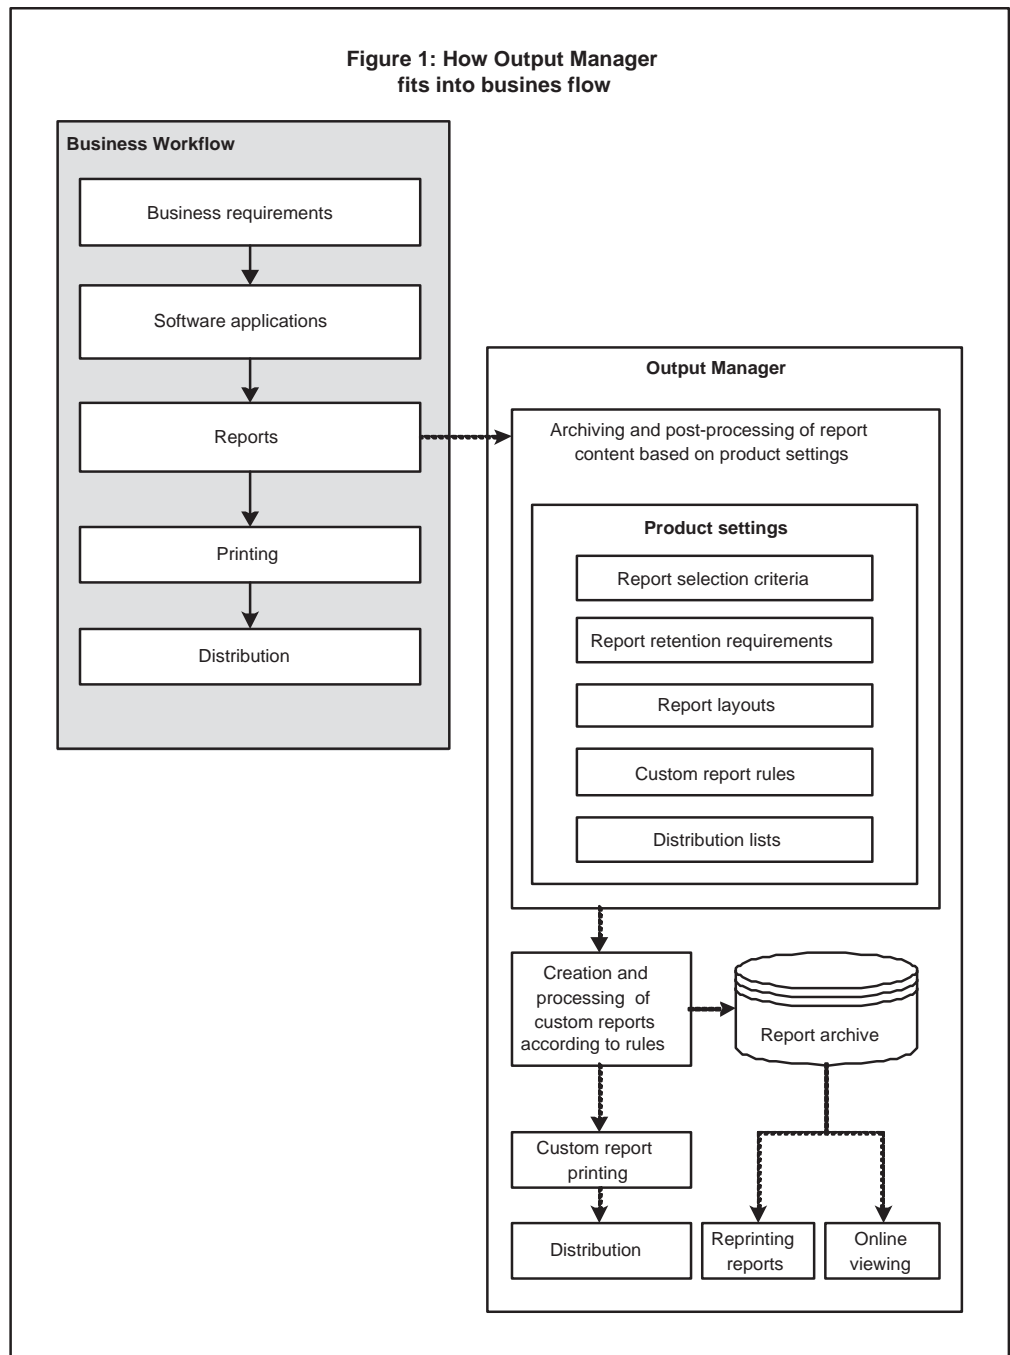 Figure 1: How Output Manager
fits into busines flow
Business Workflow
Business requirements
Software applications
Reports
Printing
Distribution
Output Manager
Archiving and post-processing of report
content based on product settings
Product settings
Report selection criteria
Report retention requirements
Report layouts
Custom report rules
Distribution lists
Creation and
processing of
custom reports
according to rules
Report archive
Custom report
printing
Distribution
Reprinting
reports
Online
viewing